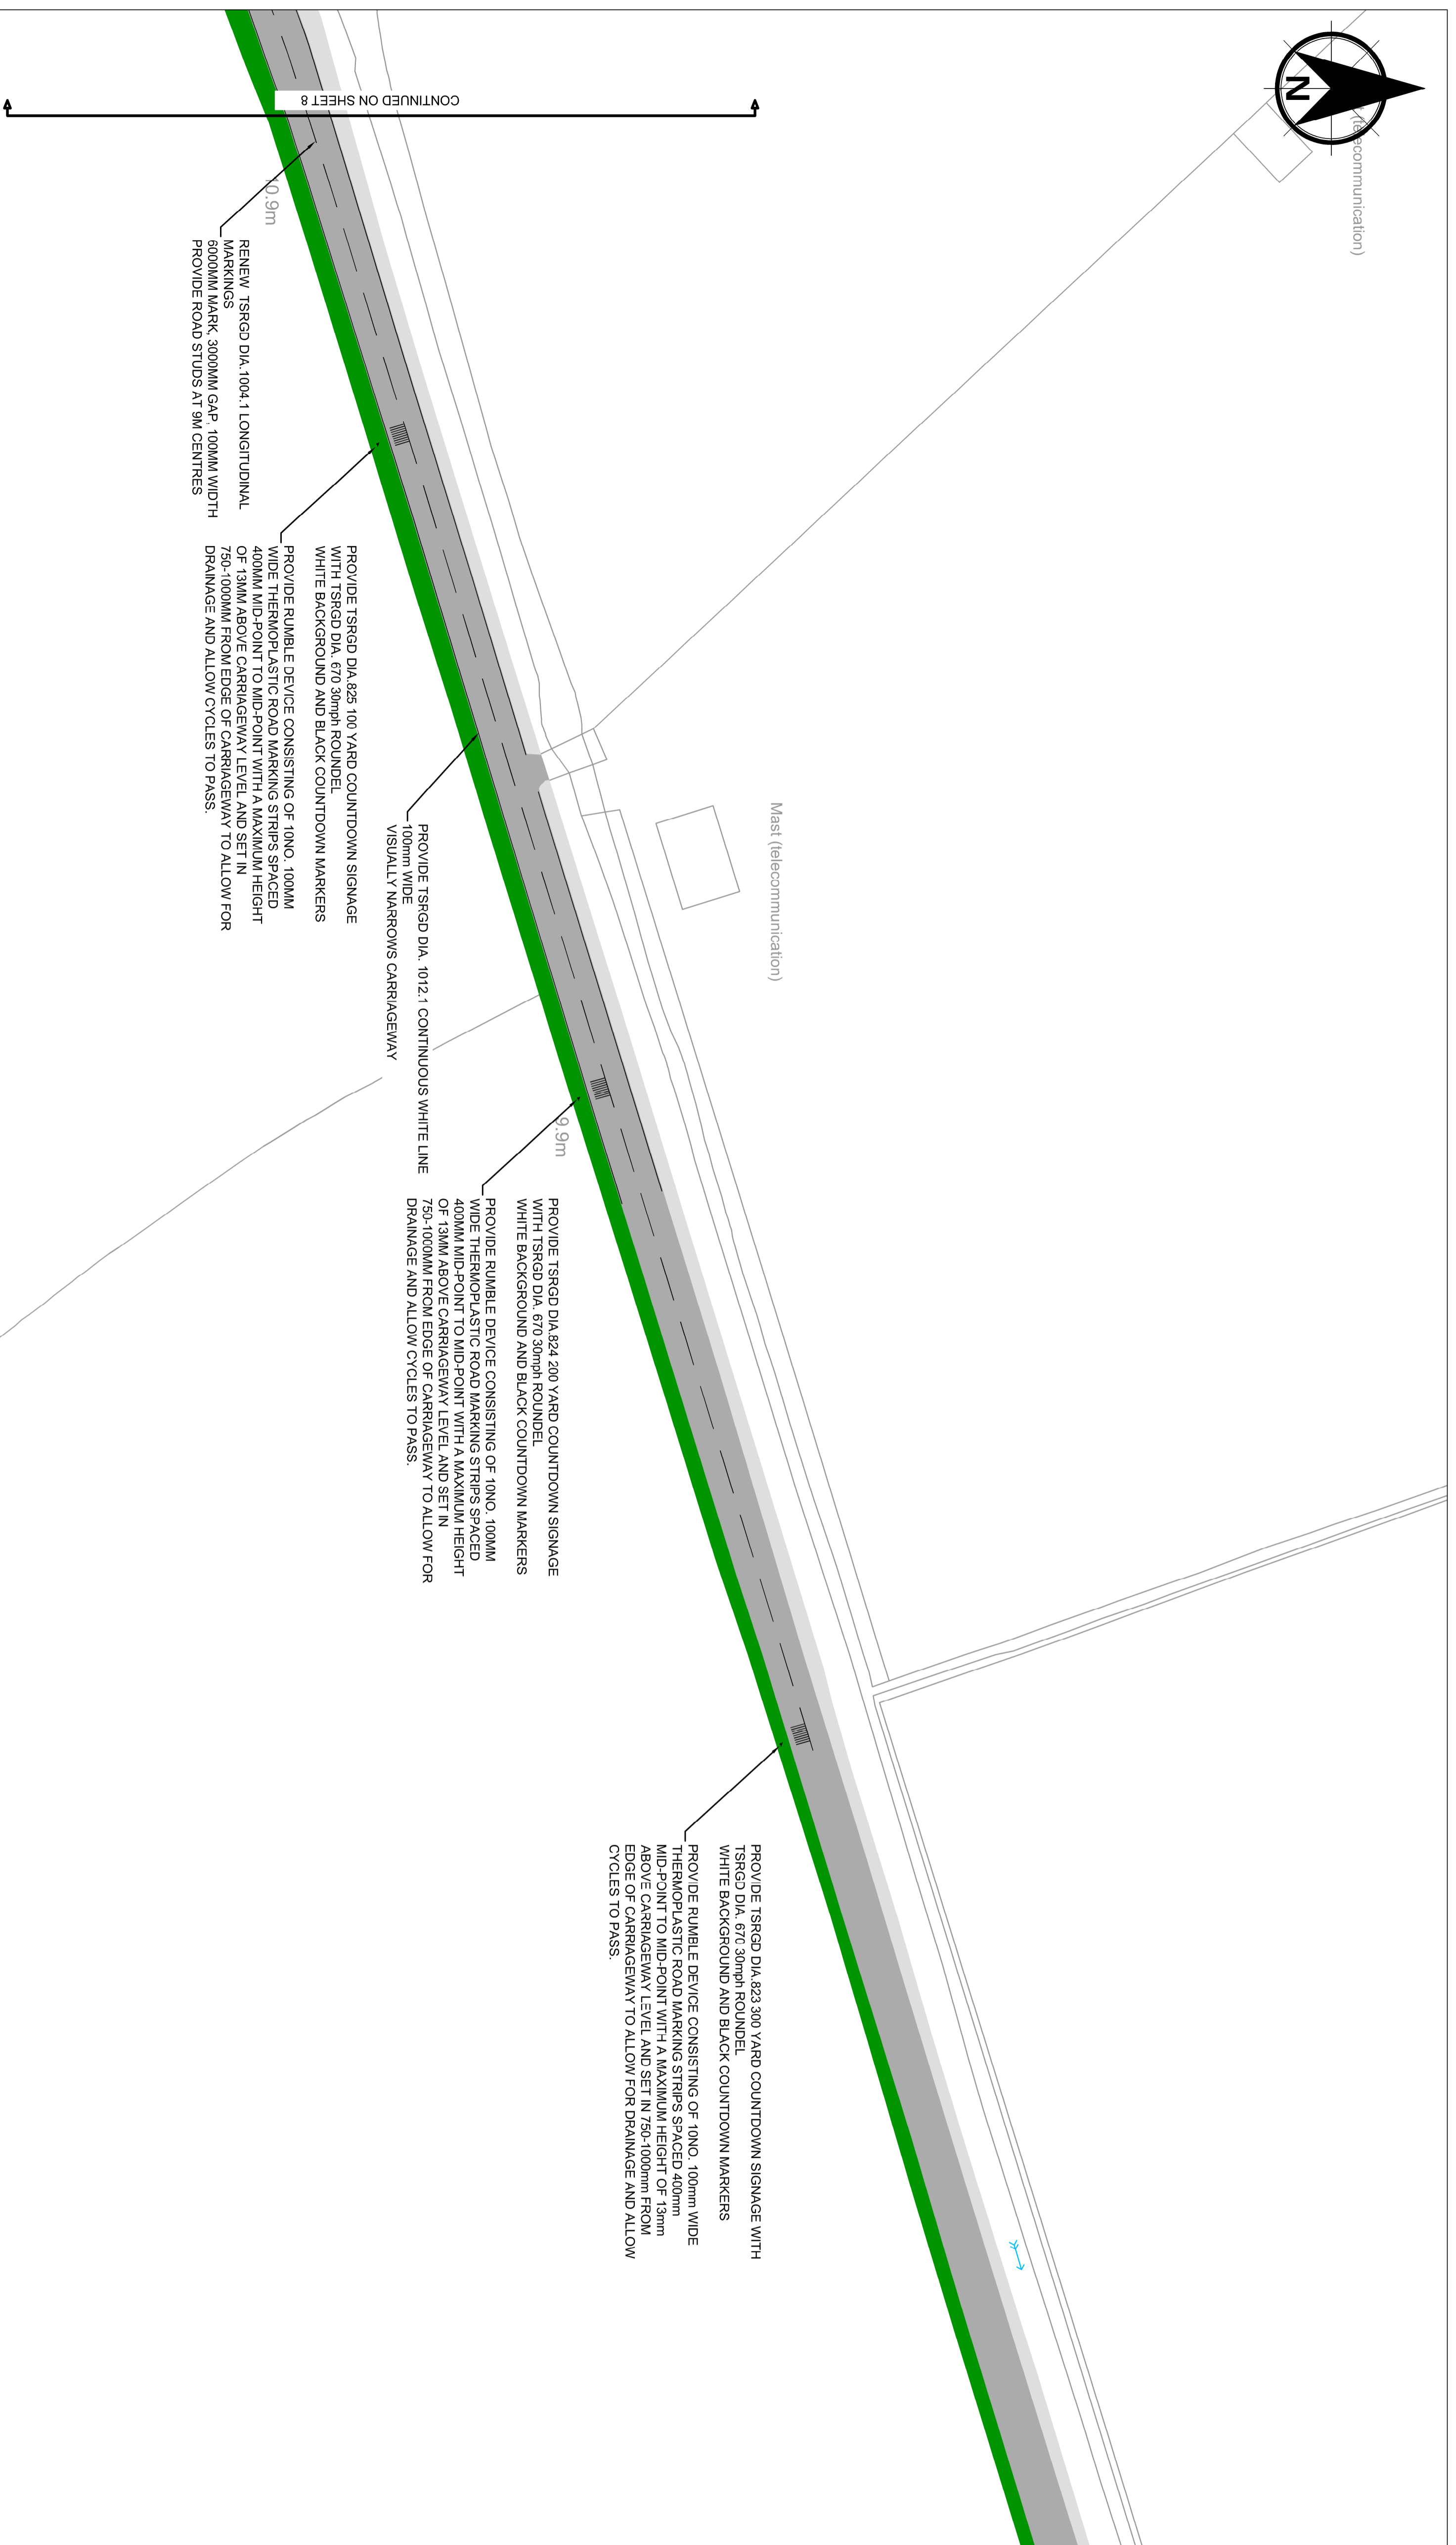 N
(telecommunication)
CONTINUED ON SHEET 8
Mast (telecommunication)
10.9m
9.9m
RENEW TSRGD DIA.1004.1 LONGITUDINAL
MARKINGS
6000MM MARK, 3000MM GAP, 100MM WIDTH
PROVIDE ROAD STUDS AT 9M CENTRES
PROVIDE TSRGD DIA.825 100 YARD COUNTDOWN SIGNAGE
WITH TSRGD DIA. 670 30mph ROUNDEL
WHITE BACKGROUND AND BLACK COUNTDOWN MARKERS
PROVIDE RUMBLE DEVICE CONSISTING OF 10NO. 100MM
WIDE THERMOPLASTIC ROAD MARKING STRIPS SPACED
400MM MID-POINT TO MID-POINT WITH A MAXIMUM HEIGHT
OF 13MM ABOVE CARRIAGEWAY LEVEL AND SET IN
750-1000MM FROM EDGE OF CARRIAGEWAY TO ALLOW FOR
DRAINAGE AND ALLOW CYCLES TO PASS.
PROVIDE TSRGD DIA. 1012.1 CONTINUOUS WHITE LINE
100mm WIDE
VISUALLY NARROWS CARRIAGEWAY
PROVIDE TSRGD DIA.824 200 YARD COUNTDOWN SIGNAGE
WITH TSRGD DIA. 670 30mph ROUNDEL
WHITE BACKGROUND AND BLACK COUNTDOWN MARKERS
PROVIDE RUMBLE DEVICE CONSISTING OF 10NO. 100MM
WIDE THERMOPLASTIC ROAD MARKING STRIPS SPACED
400MM MID-POINT TO MID-POINT WITH A MAXIMUM HEIGHT
OF 13MM ABOVE CARRIAGEWAY LEVEL AND SET IN
750-1000MM FROM EDGE OF CARRIAGEWAY TO ALLOW FOR
DRAINAGE AND ALLOW CYCLES TO PASS.
PROVIDE TSRGD DIA.823 300 YARD COUNTDOWN SIGNAGE WITH
TSRGD DIA. 670 30mph ROUNDEL
WHITE BACKGROUND AND BLACK COUNTDOWN MARKERS
PROVIDE RUMBLE DEVICE CONSISTING OF 10NO. 100mm WIDE
THERMOPLASTIC ROAD MARKING STRIPS SPACED 400mm
MID-POINT TO MID-POINT WITH A MAXIMUM HEIGHT OF 13mm
ABOVE CARRIAGEWAY LEVEL AND SET IN 750-1000mm FROM
EDGE OF CARRIAGEWAY TO ALLOW FOR DRAINAGE AND ALLOW
CYCLES TO PASS.